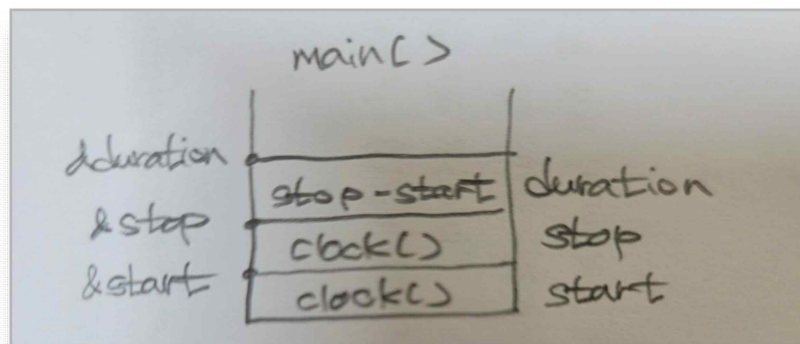 main()
&duration stop-start duration
&stop clock() stop
&start clock() start